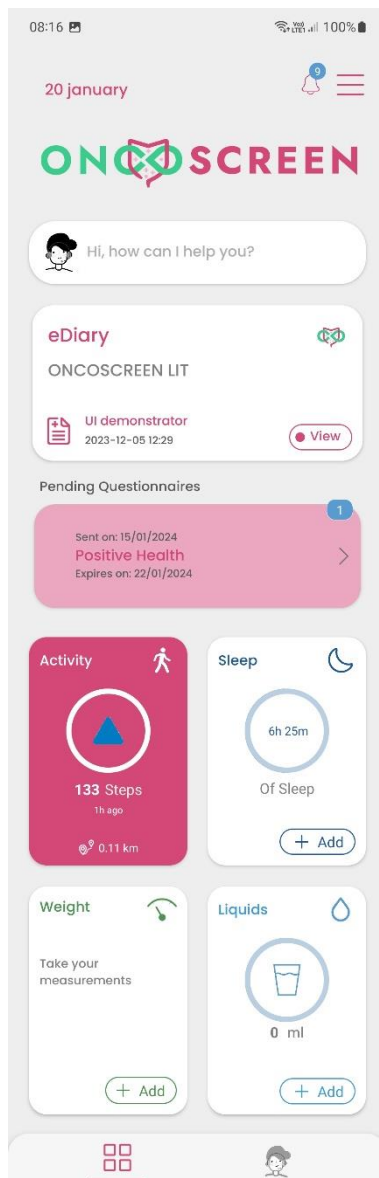 08:16 100%
20 january
9
ONCOSCREEN
Hi, how can I help you?
eDiary
ONCOSCREEN LIT
UI demonstrator
2023-12-05 12:29
View
Pending Questionnaires
1
Sent on: 15/01/2024
Positive Health
Expires on: 22/01/2024
Activity
133 Steps
1h ago
0.11 km
Sleep
6h 25m
Of Sleep
+ Add
Weight
Take your
measurements
+ Add
Liquids
0 ml
+ Add